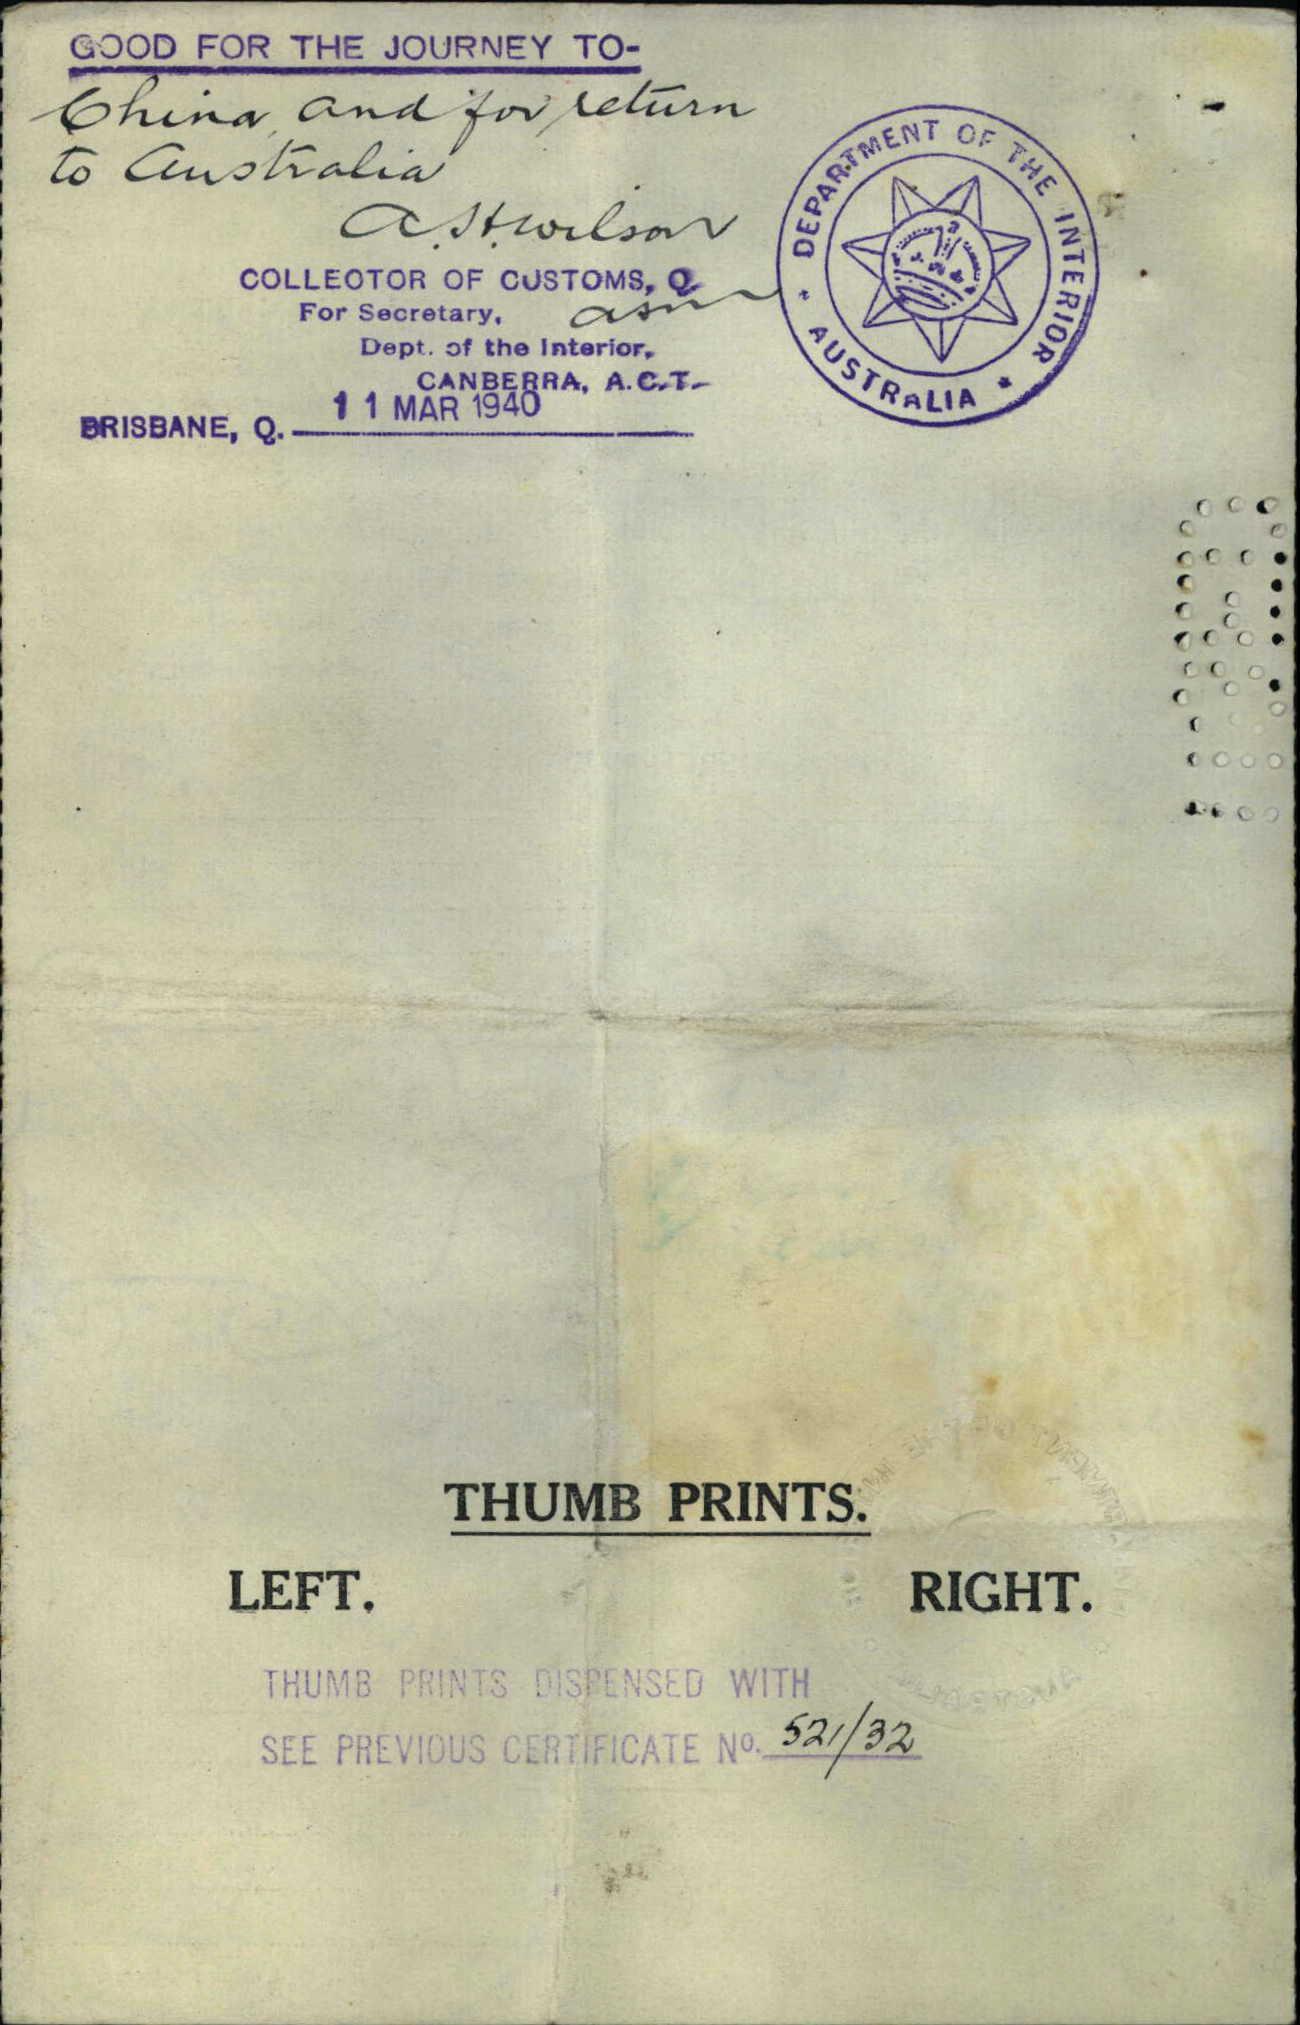 GOOD FOR THE JOURNEY TO-
China and for return
to Australia
A.H. Wilson
COLLECTOR OF CUSTOMS, Q.
For Secretary,
Dept. of the Interior,
CANBERRA, A.C.T.
11 MAR 1940
BRISBANE, Q.
DEPARTMENT OF THE INTERIOR
* AUSTRALIA *
THUMB PRINTS.
LEFT. RIGHT.
THUMB PRINTS DISPENSED WITH
SEE PREVIOUS CERTIFICATE No. 521/32